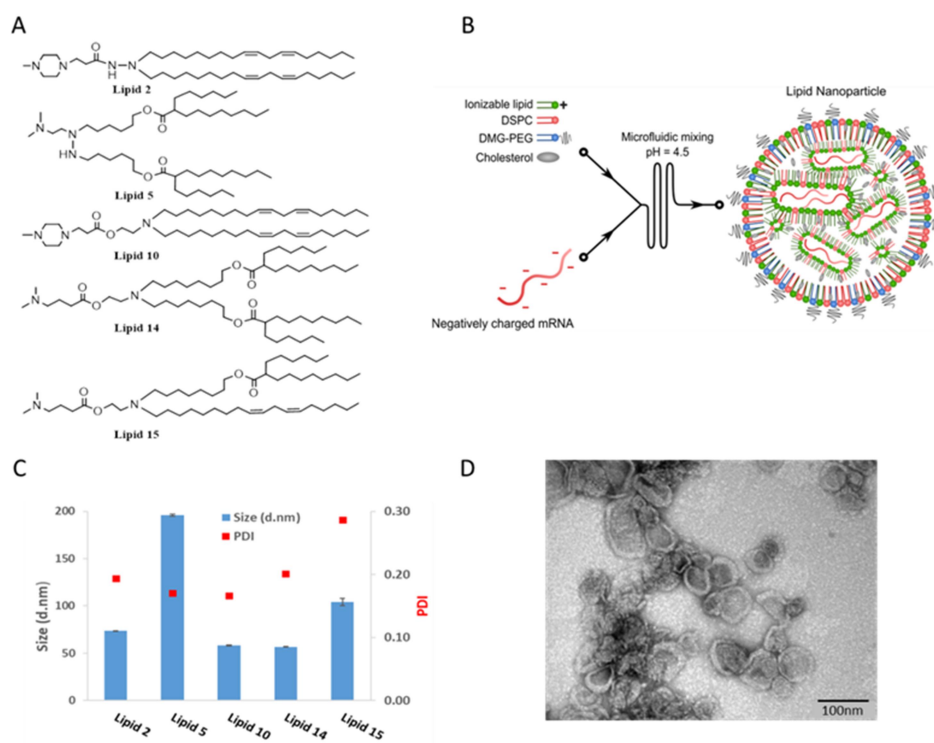 A
O
N
N
N
H
N
Lipid 2
O
O
N
N
HN
O
O
Lipid 5
O
N
N
O
N
Lipid 10
O
O
O
N
O
N
O
O
Lipid 14
O
O
O
N
O
N
Lipid 15
B
Ionizable lipid +
DSPC
DMG-PEG
Cholesterol
Microfluidic mixing
pH = 4.5
Lipid Nanoparticle
Negatively charged mRNA
C
Size (d.nm)
PDI
200
150
100
50
0
Size (d.nm)
0.30
0.20
0.10
0.00
PDI
Lipid 2
Lipid 5
Lipid 10
Lipid 14
Lipid 15
D
100nm